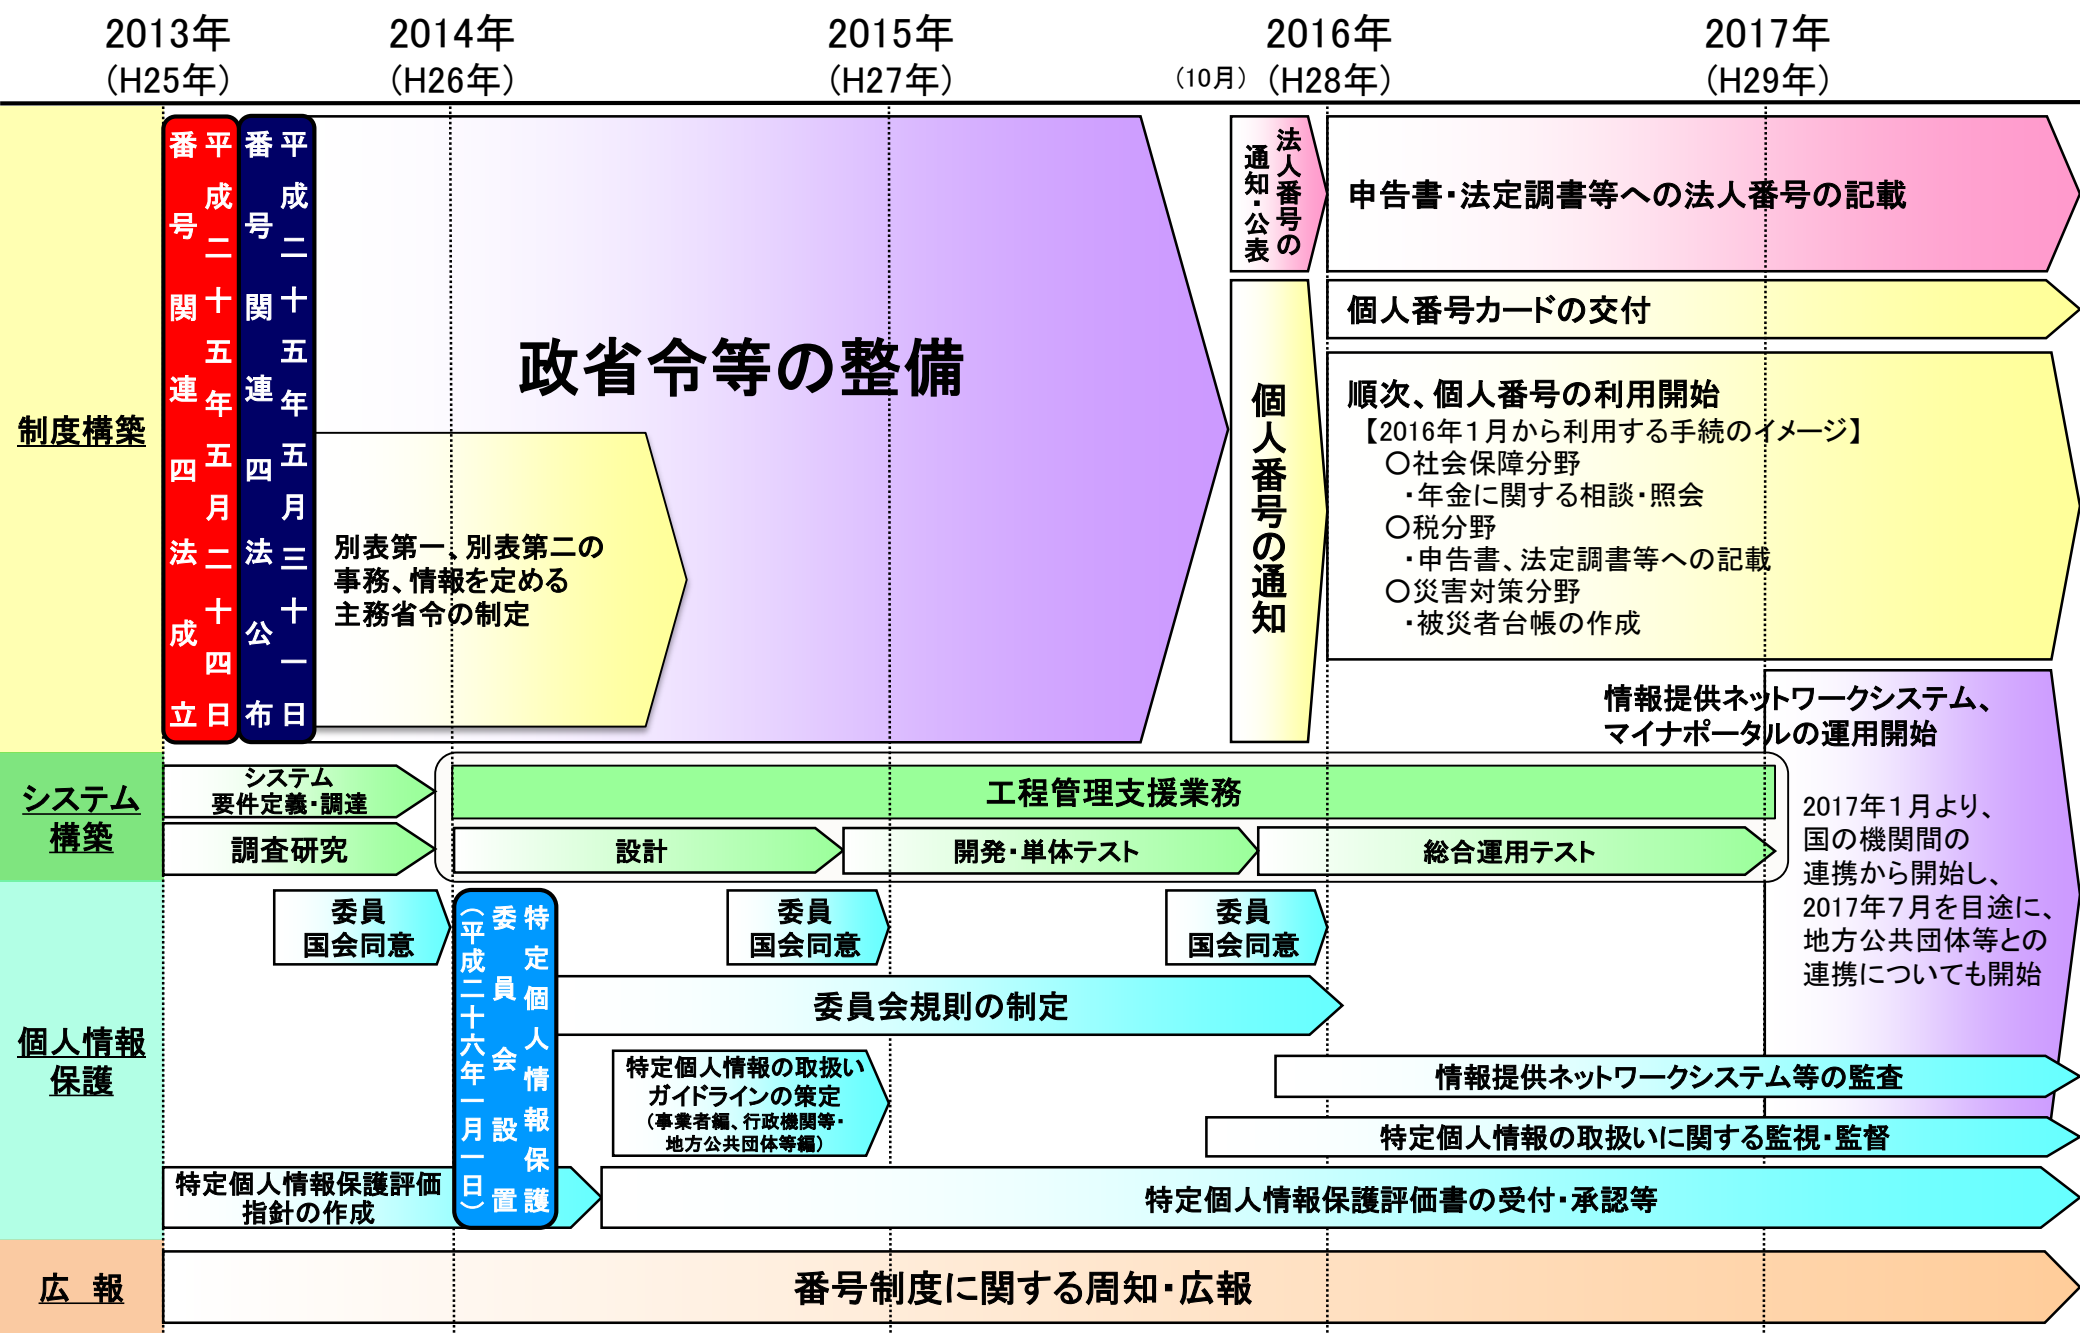 2013年
（H25年）
2014年
（H26年）
2015年
（H27年）
（10月）
2016年
（H28年）
2017年
（H29年）
制度構築
平成二十五年五月二十四日
番号関連四法成立
平成二十五年五月三十一日
番号関連四法公布
政省令等の整備
別表第一、別表第二の
事務、情報を定める
主務省令の制定
法人番号の
通知・公表
申告書・法定調書等への法人番号の記載
個人番号の通知
個人番号カードの交付
順次、個人番号の利用開始
【2016年１月から利用する手続のイメージ】
○社会保障分野
・年金に関する相談・照会
○税分野
・申告書、法定調書等への記載
○災害対策分野
・被災者台帳の作成
情報提供ネットワークシステム、
マイナポータルの運用開始
2017年１月より、
国の機関間の
連携から開始し、
2017年７月を目途に、
地方公共団体等との
連携についても開始
システム
構築
システム
要件定義・調達
調査研究
工程管理支援業務
設計
開発・単体テスト
総合運用テスト
個人情報
保護
委員
国会同意
特定個人情報保護
委員会設置
（平成二十六年一月一日）
委員
国会同意
委員
国会同意
委員会規則の制定
特定個人情報の取扱い
ガイドラインの策定
（事業者編、行政機関等・
地方公共団体等編）
情報提供ネットワークシステム等の監査
特定個人情報の取扱いに関する監視・監督
特定個人情報保護評価
指針の作成
特定個人情報保護評価書の受付・承認等
広 報
番号制度に関する周知・広報